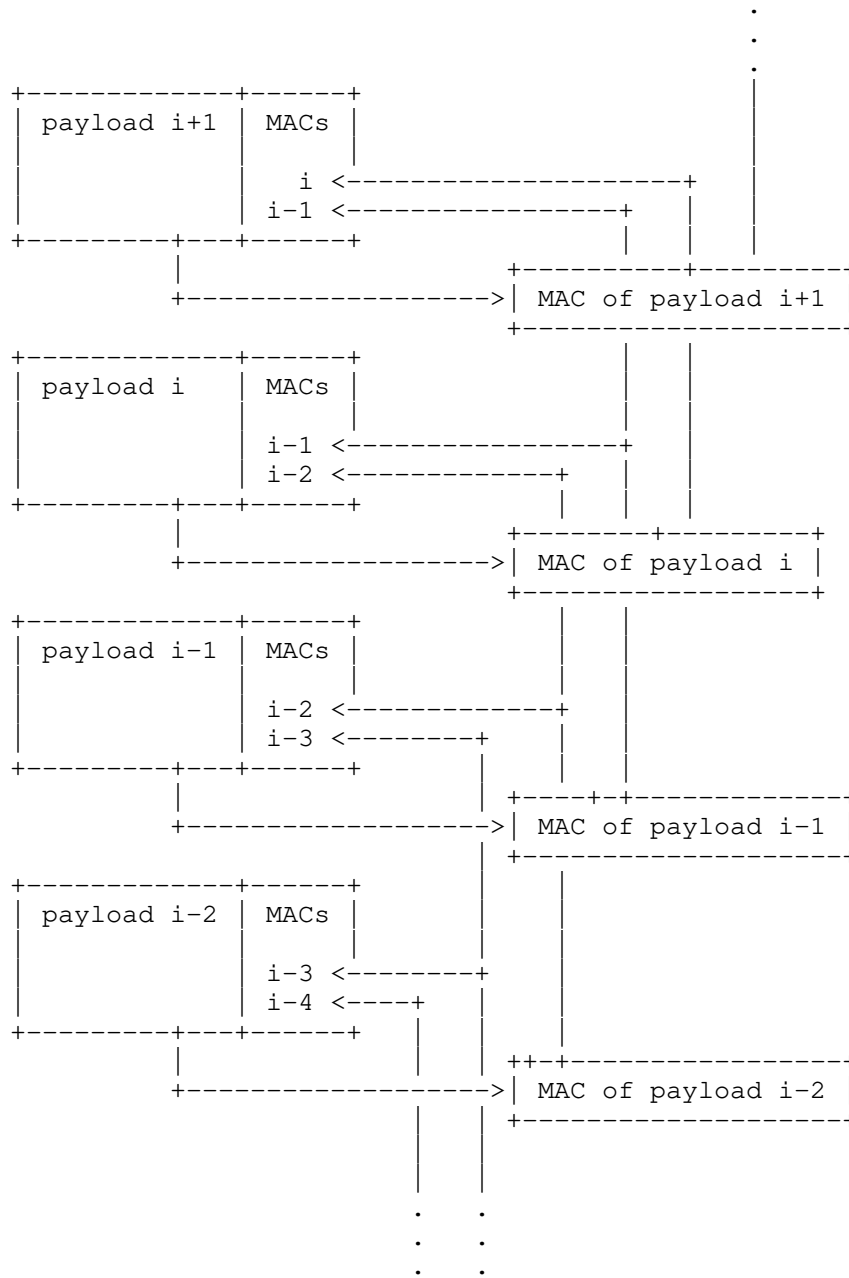 payload i+1 MACs
i
i-1
MAC of payload i+1
payload i MACs
i-1
i-2
MAC of payload i
payload i-1 MACs
i-2
i-3
MAC of payload i-1
payload i-2 MACs
i-3
i-4
MAC of payload i-2